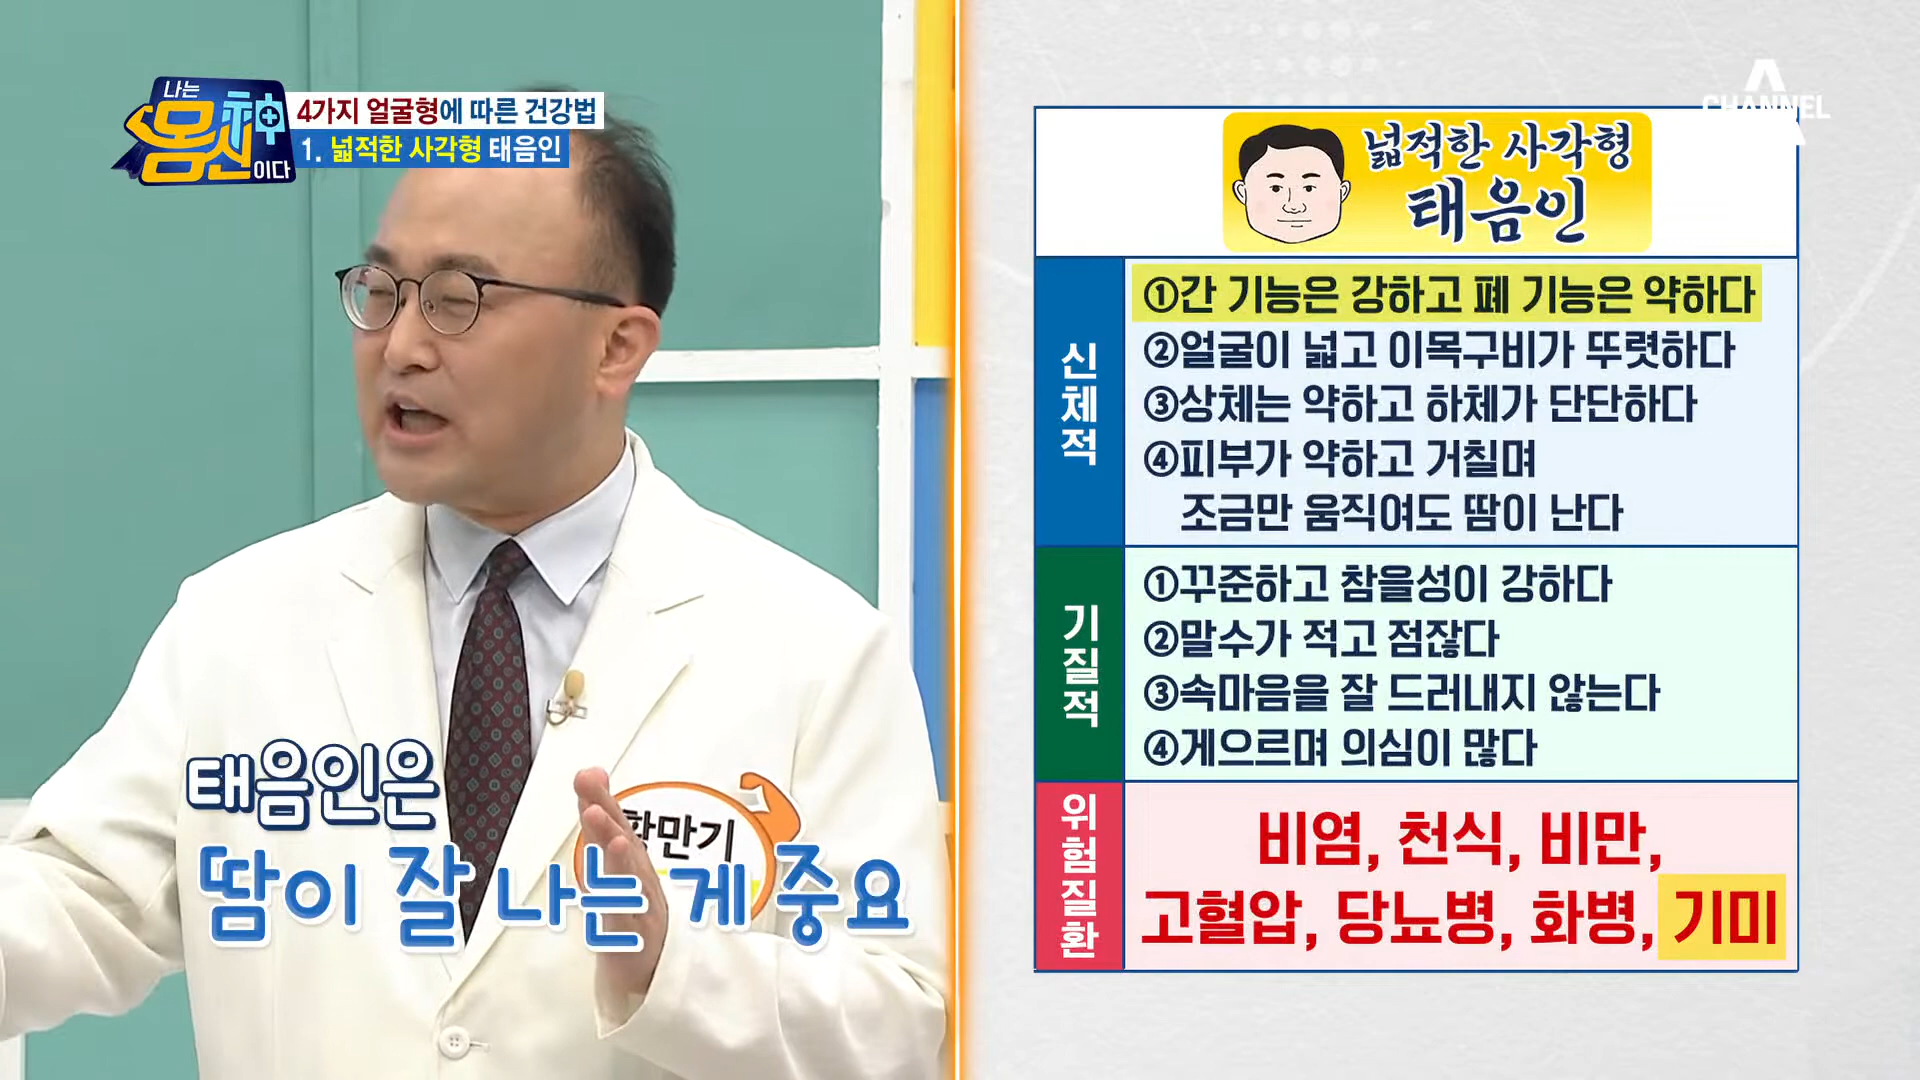 나는
몸神
신이다
4가지 얼굴형에 따른 건강법
1. 넓적한 사각형 태음인
CHANNEL A
넓적한 사각형
태음인
신체적
①간 기능은 강하고 폐 기능은 약하다
②얼굴이 넓고 이목구비가 뚜렷하다
③상체는 약하고 하체가 단단하다
④피부가 약하고 거칠며
조금만 움직여도 땀이 난다
기질적
①꾸준하고 참을성이 강하다
②말수가 적고 점잖다
③속마음을 잘 드러내지 않는다
④게으르며 의심이 많다
위험질환
비염, 천식, 비만,
고혈압, 당뇨병, 화병, 기미
만기
태음인은
땀이 잘 나는 게 중요